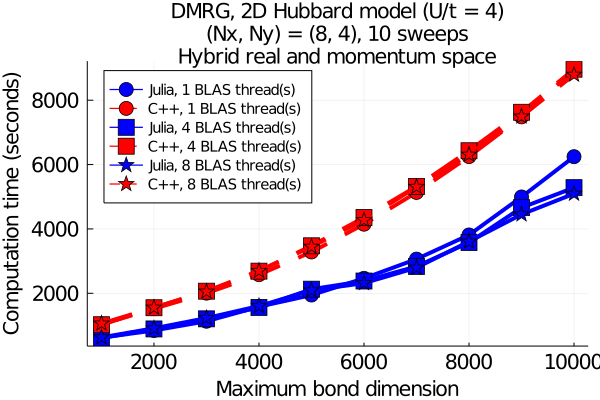 DMRG, 2D Hubbard model (U/t = 4)
(Nx, Ny) = (8, 4), 10 sweeps
Hybrid real and momentum space
Computation time (seconds)
8000
6000
4000
2000
Julia, 1 BLAS thread(s)
C++, 1 BLAS thread(s)
Julia, 4 BLAS thread(s)
C++, 4 BLAS thread(s)
Julia, 8 BLAS thread(s)
C++, 8 BLAS thread(s)
2000 4000 6000 8000 10000
Maximum bond dimension